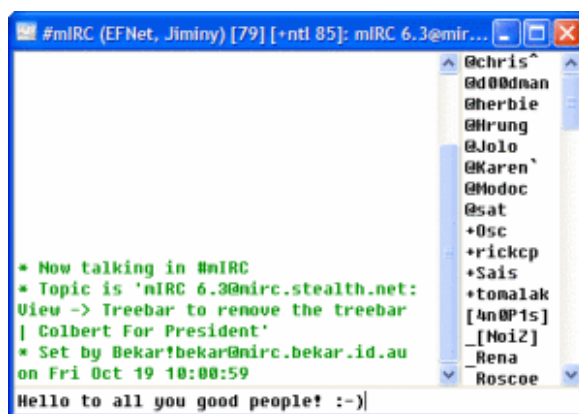 #mIRC (EFNet, Jiminy) [79] [+ntl 85]: mIRC 6.3@mir...
@chris^
@d00dman
@herbie
@Hrung
@Jolo
@Karen`
@Modoc
@sat
+Osc
+rickcp
+Sais
+tomalak
[4n0P1s]
_[NoiZ]
_Rena
_Roscoe
* Now talking in #mIRC
* Topic is 'mIRC 6.3@mirc.stealth.net:
View -> Treebar to remove the treebar
| Colbert For President'
* Set by Bekar!bekar@mirc.bekar.id.au
on Fri Oct 19 10:00:59
Hello to all you good people! :-)